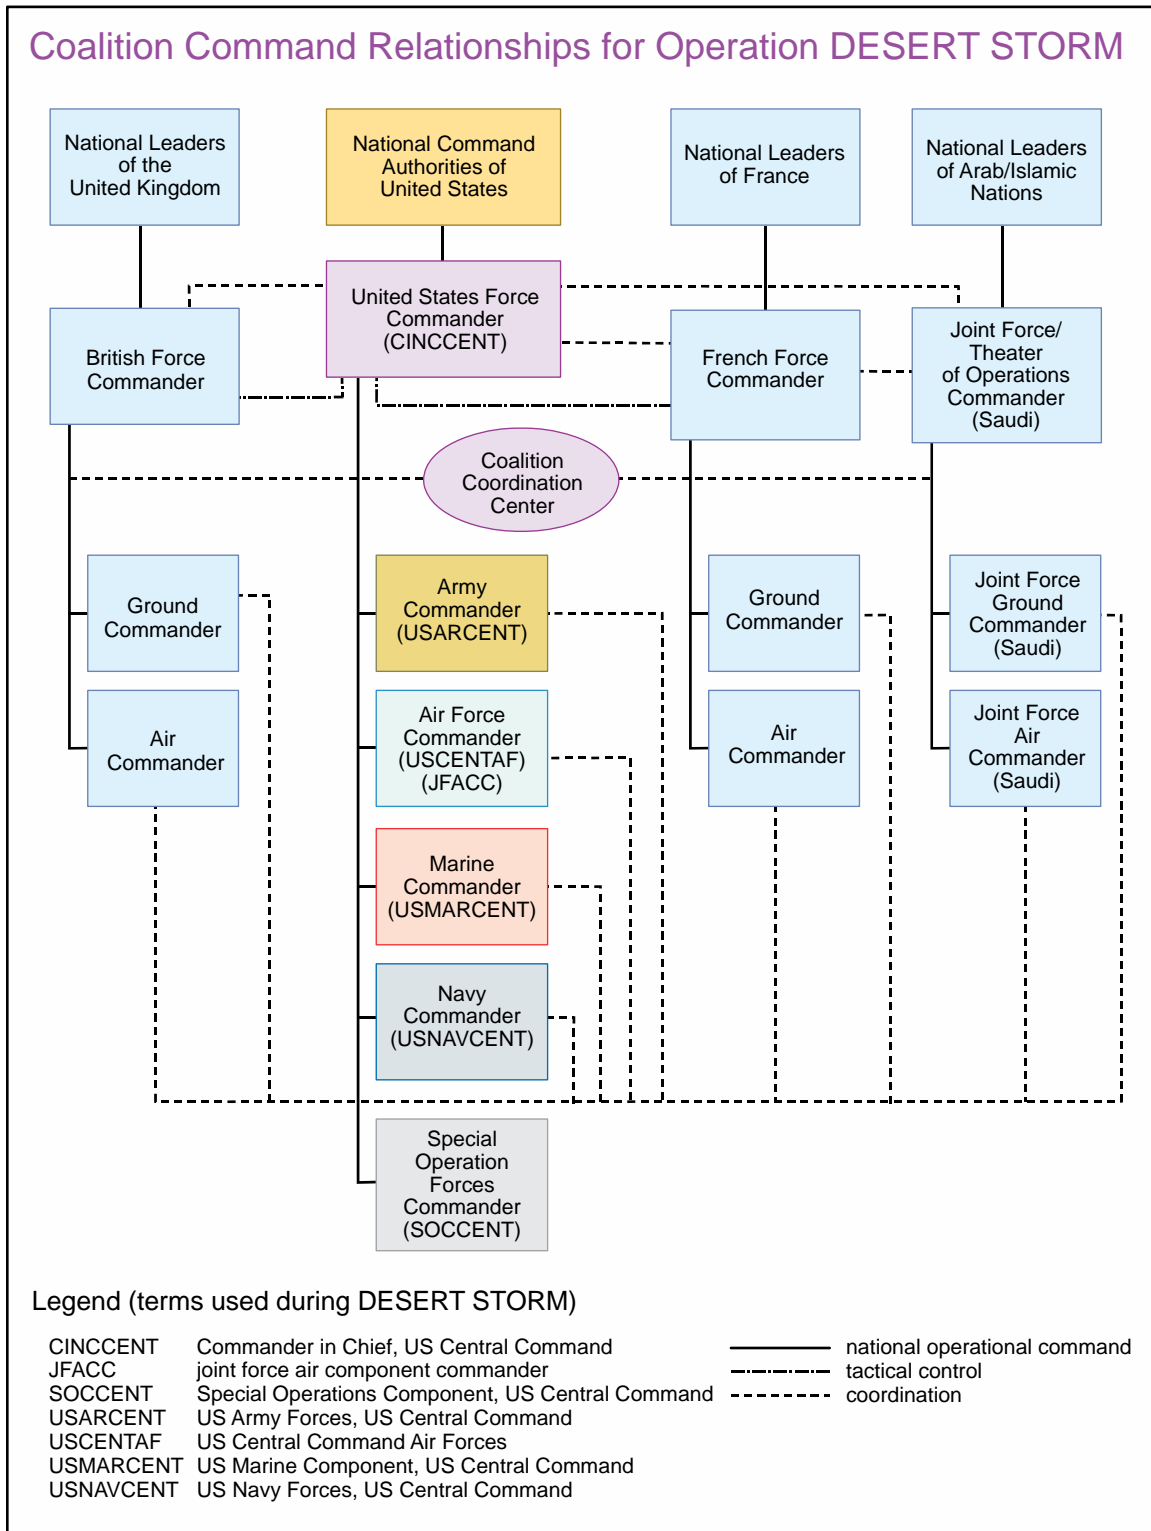 Coalition Command Relationships for Operation DESERT STORM
National Leaders
of the
United Kingdom
National Command
Authorities of
United States
National Leaders
of France
National Leaders
of Arab/Islamic
Nations
British Force
Commander
United States Force
Commander
(CINCCENT)
French Force
Commander
Joint Force/
Theater
of Operations
Commander
(Saudi)
Coalition
Coordination
Center
Ground
Commander
Army
Commander
(USARCENT)
Ground
Commander
Joint Force
Ground
Commander
(Saudi)
Air
Commander
Air Force
Commander
(USCENTAF)
(JFACC)
Air
Commander
Joint Force
Air
Commander
(Saudi)
Marine
Commander
(USMARCENT)
Navy
Commander
(USNAVCENT)
Special
Operation
Forces
Commander
(SOCCENT)
Legend (terms used during DESERT STORM)
CINCCENT Commander in Chief, US Central Command
JFACC joint force air component commander
SOCCENT Special Operations Component, US Central Command
USARCENT US Army Forces, US Central Command
USCENTAF US Central Command Air Forces
USMARCENT US Marine Component, US Central Command
USNAVCENT US Navy Forces, US Central Command
national operational command
tactical control
coordination